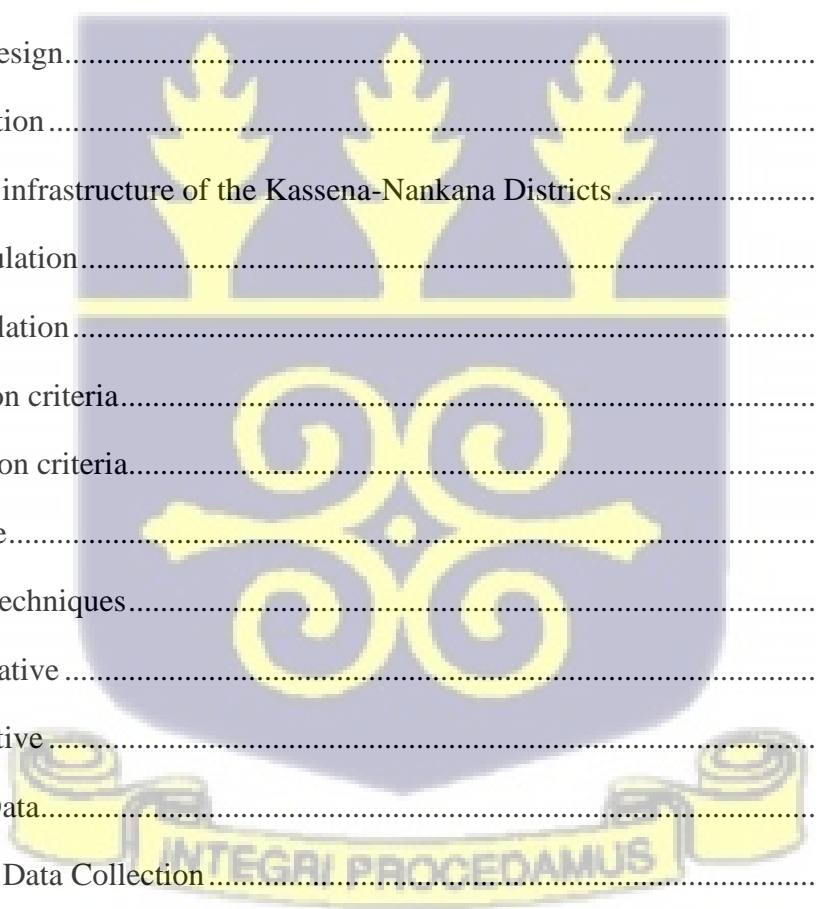 esign....................................................................................................
tion.......................................................................................................
infrastructure of the Kassena-Nankana Districts ...........................
ulation..................................................................................................
lation...................................................................................................
on criteria............................................................................................
on criteria..........................................................................................
e............................................................................................................
echniques...........................................................................................
ative ....................................................................................................
tive ......................................................................................................
Data.......................................................................................................
INTEGRI PROCEDAMUS
Data Collection...................................................................................